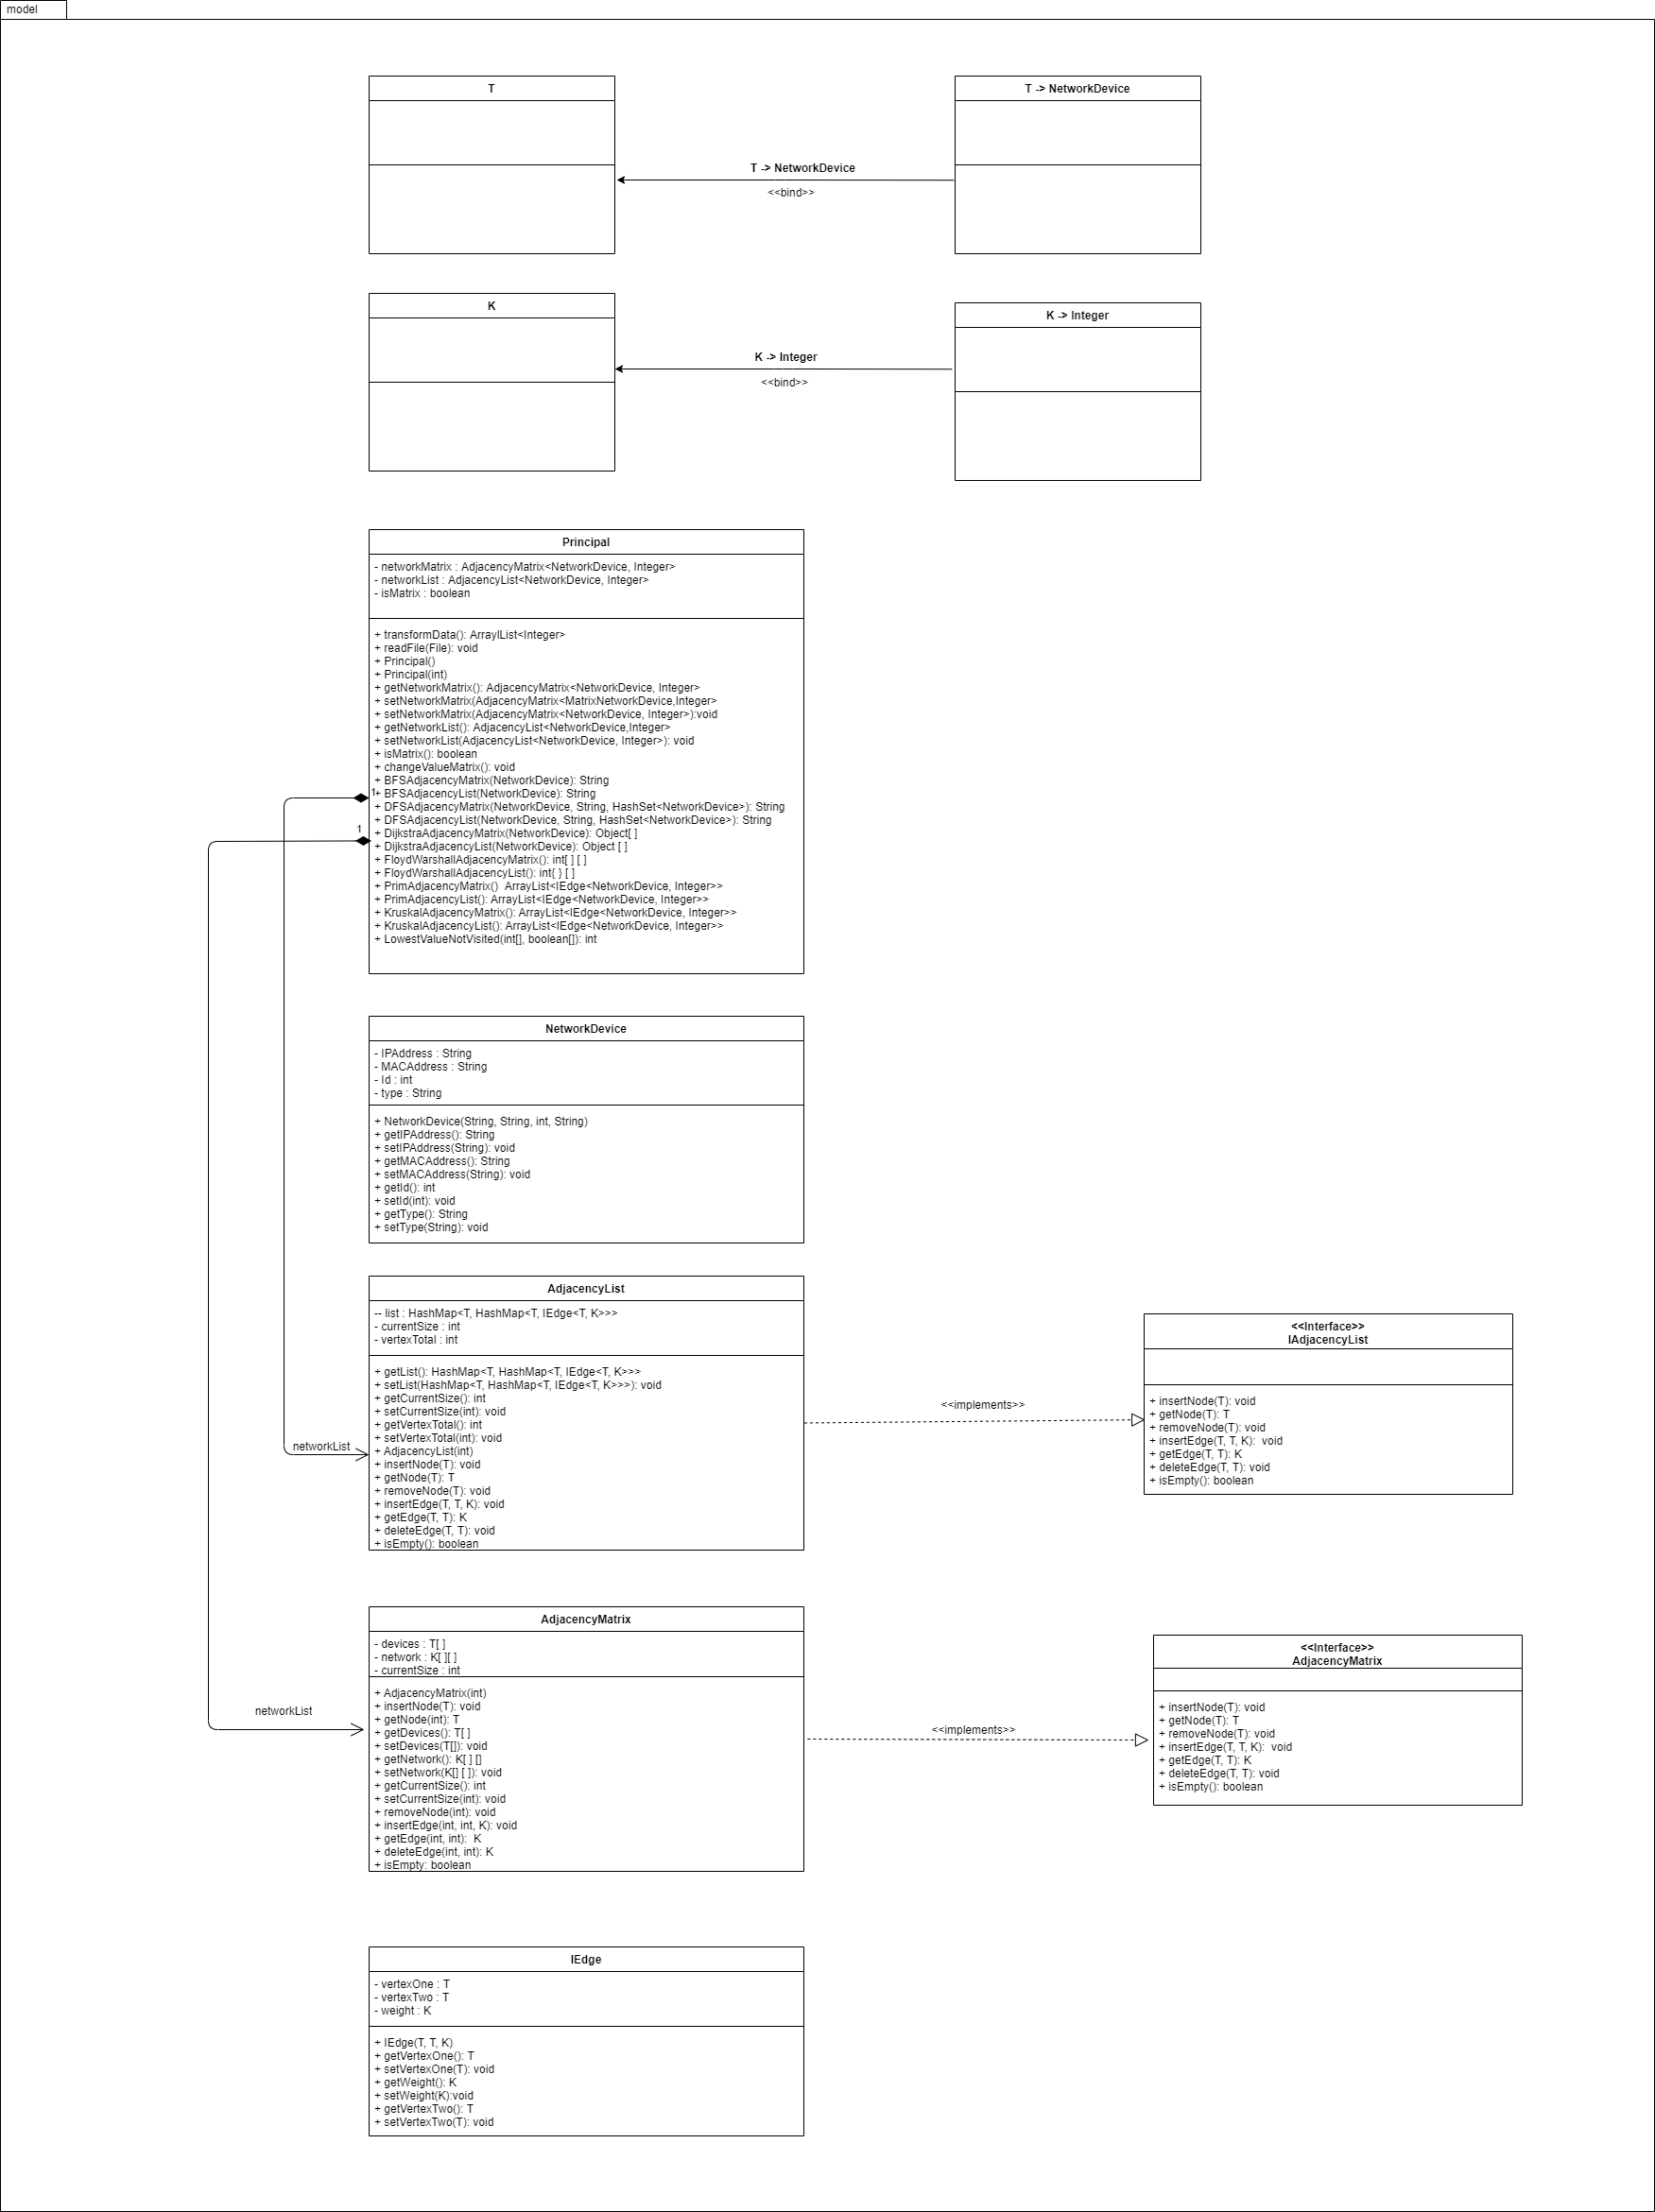 model
T
T -> NetworkDevice
T -> NetworkDevice
<<bind>>
K
K -> Integer
K -> Integer
<<bind>>
Principal
- networkMatrix : AdjacencyMatrix<NetworkDevice, Integer>
- networkList : AdjacencyList<NetworkDevice, Integer>
- isMatrix : boolean
+ transformData(): ArraylList<Integer>
+ readFile(File): void
+ Principal()
+ Principal(int)
+ getNetworkMatrix(): AdjacencyMatrix<NetworkDevice, Integer>
+ setNetworkMatrix(AdjacencyMatrix<MatrixNetworkDevice,Integer>
+ setNetworkMatrix(AdjacencyMatrix<NetworkDevice, Integer>):void
+ getNetworkList(): AdjacencyList<NetworkDevice,Integer>
+ setNetworkList(AdjacencyList<NetworkDevice, Integer>): void
+ isMatrix(): boolean
+ changeValueMatrix(): void
+ BFSAdjacencyMatrix(NetworkDevice): String
1
+ BFSAdjacencyList(NetworkDevice): String
+ DFSAdjacencyMatrix(NetworkDevice, String, HashSet<NetworkDevice>): String
+ DFSAdjacencyList(NetworkDevice, String, HashSet<NetworkDevice>): String
1
+ DijkstraAdjacencyMatrix(NetworkDevice): Object[ ]
+ DijkstraAdjacencyList(NetworkDevice): Object [ ]
+ FloydWarshallAdjacencyMatrix(): int[ ] [ ]
+ FloydWarshallAdjacencyList(): int{ } [ ]
+ PrimAdjacencyMatrix()  ArrayList<IEdge<NetworkDevice, Integer>>
+ PrimAdjacencyList(): ArrayList<IEdge<NetworkDevice, Integer>>
+ KruskalAdjacencyMatrix(): ArrayList<IEdge<NetworkDevice, Integer>>
+ KruskalAdjacencyList(): ArrayList<IEdge<NetworkDevice, Integer>>
+ LowestValueNotVisited(int[], boolean[]): int
NetworkDevice
- IPAddress : String
- MACAddress : String
- Id : int
- type : String
+ NetworkDevice(String, String, int, String)
+ getIPAddress(): String
+ setIPAddress(String): void
+ getMACAddress(): String
+ setMACAddress(String): void
+ getId(): int
+ setId(int): void
+ getType(): String
+ setType(String): void
AdjacencyList
-- list : HashMap<T, HashMap<T, IEdge<T, K>>>
- currentSize : int
- vertexTotal : int
+ getList(): HashMap<T, HashMap<T, IEdge<T, K>>>
+ setList(HashMap<T, HashMap<T, IEdge<T, K>>>): void
+ getCurrentSize(): int
+ setCurrentSize(int): void
+ getVertexTotal(): int
+ setVertexTotal(int): void
+ AdjacencyList(int)
+ insertNode(T): void
+ getNode(T): T
+ removeNode(T): void
+ insertEdge(T, T, K): void
+ getEdge(T, T): K
+ deleteEdge(T, T): void
+ isEmpty(): boolean
networkList
<<implements>>
<<Interface>>
IAdjacencyList
+ insertNode(T): void
+ getNode(T): T
+ removeNode(T): void
+ insertEdge(T, T, K):  void
+ getEdge(T, T): K
+ deleteEdge(T, T): void
+ isEmpty(): boolean
AdjacencyMatrix
- devices : T[ ]
- network : K[ ][ ]
- currentSize : int
+ AdjacencyMatrix(int)
+ insertNode(T): void
+ getNode(int): T
+ getDevices(): T[ ]
+ setDevices(T[]): void
+ getNetwork(): K[ ] []
+ setNetwork(K[] [ ]): void
+ getCurrentSize(): int
+ setCurrentSize(int): void
+ removeNode(int): void
+ insertEdge(int, int, K): void
+ getEdge(int, int):  K
+ deleteEdge(int, int): K
+ isEmpty: boolean
networkList
<<implements>>
<<Interface>>
AdjacencyMatrix
+ insertNode(T): void
+ getNode(T): T
+ removeNode(T): void
+ insertEdge(T, T, K):  void
+ getEdge(T, T): K
+ deleteEdge(T, T): void
+ isEmpty(): boolean
IEdge
- vertexOne : T
- vertexTwo : T
- weight : K
+ IEdge(T, T, K)
+ getVertexOne(): T
+ setVertexOne(T): void
+ getWeight(): K
+ setWeight(K):void
+ getVertexTwo(): T
+ setVertexTwo(T): void